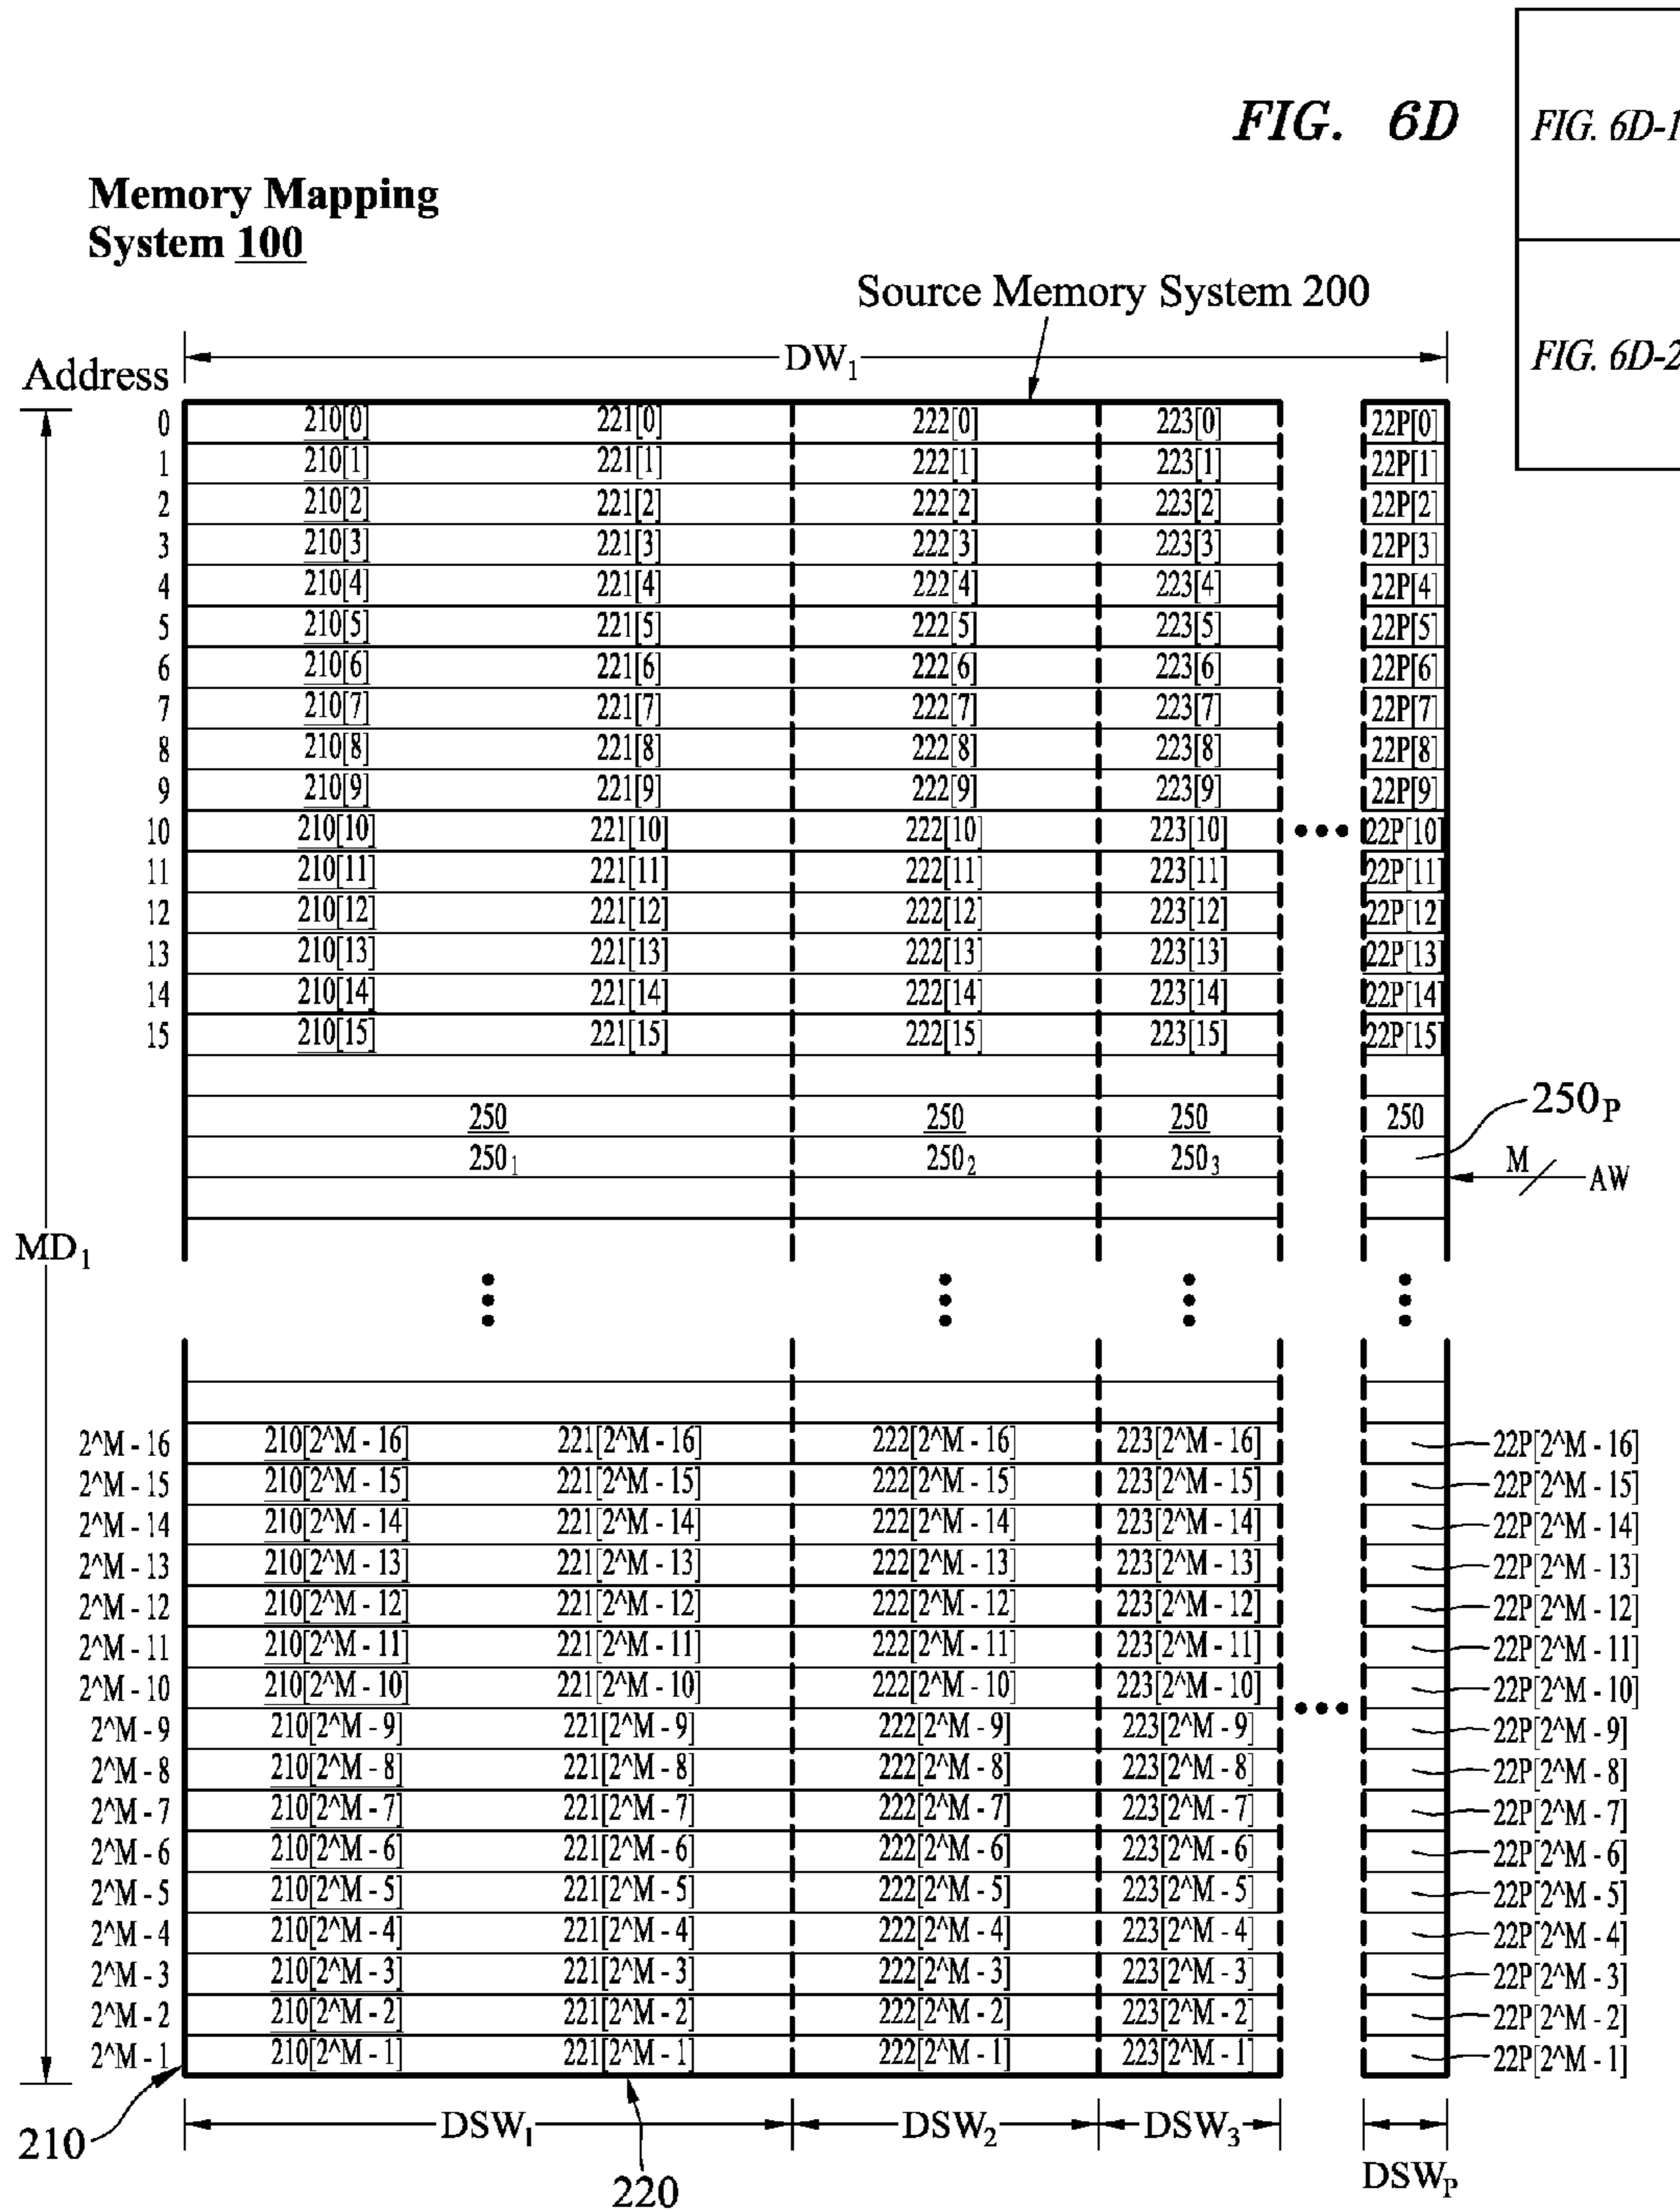 FIG. 6D
FIG. 6D-1
FIG. 6D-2
Memory Mapping
System 100
Source Memory System 200
DW1
Address
0 210[0] 221[0] 222[0] 223[0] 22P[0]
1 210[1] 221[1] 222[1] 223[1] 22P[1]
2 210[2] 221[2] 222[2] 223[2] 22P[2]
3 210[3] 221[3] 222[3] 223[3] 22P[3]
4 210[4] 221[4] 222[4] 223[4] 22P[4]
5 210[5] 221[5] 222[5] 223[5] 22P[5]
6 210[6] 221[6] 222[6] 223[6] 22P[6]
7 210[7] 221[7] 222[7] 223[7] 22P[7]
8 210[8] 221[8] 222[8] 223[8] 22P[8]
9 210[9] 221[9] 222[9] 223[9] 22P[9]
10 210[10] 221[10] 222[10] 223[10] ••• 22P[10]
11 210[11] 221[11] 222[11] 223[11] 22P[11]
12 210[12] 221[12] 222[12] 223[12] 22P[12]
13 210[13] 221[13] 222[13] 223[13] 22P[13]
14 210[14] 221[14] 222[14] 223[14] 22P[14]
15 210[15] 221[15] 222[15] 223[15] 22P[15]
250 250 250 250 250P
2501 2502 2503 M AW
MD1
2^M - 16 210[2^M - 16] 221[2^M - 16] 222[2^M - 16] 223[2^M - 16] 22P[2^M - 16]
2^M - 15 210[2^M - 15] 221[2^M - 15] 222[2^M - 15] 223[2^M - 15] 22P[2^M - 15]
2^M - 14 210[2^M - 14] 221[2^M - 14] 222[2^M - 14] 223[2^M - 14] 22P[2^M - 14]
2^M - 13 210[2^M - 13] 221[2^M - 13] 222[2^M - 13] 223[2^M - 13] 22P[2^M - 13]
2^M - 12 210[2^M - 12] 221[2^M - 12] 222[2^M - 12] 223[2^M - 12] 22P[2^M - 12]
2^M - 11 210[2^M - 11] 221[2^M - 11] 222[2^M - 11] 223[2^M - 11] 22P[2^M - 11]
2^M - 10 210[2^M - 10] 221[2^M - 10] 222[2^M - 10] 223[2^M - 10] 22P[2^M - 10]
2^M - 9 210[2^M - 9] 221[2^M - 9] 222[2^M - 9] 223[2^M - 9] ••• 22P[2^M - 9]
2^M - 8 210[2^M - 8] 221[2^M - 8] 222[2^M - 8] 223[2^M - 8] 22P[2^M - 8]
2^M - 7 210[2^M - 7] 221[2^M - 7] 222[2^M - 7] 223[2^M - 7] 22P[2^M - 7]
2^M - 6 210[2^M - 6] 221[2^M - 6] 222[2^M - 6] 223[2^M - 6] 22P[2^M - 6]
2^M - 5 210[2^M - 5] 221[2^M - 5] 222[2^M - 5] 223[2^M - 5] 22P[2^M - 5]
2^M - 4 210[2^M - 4] 221[2^M - 4] 222[2^M - 4] 223[2^M - 4] 22P[2^M - 4]
2^M - 3 210[2^M - 3] 221[2^M - 3] 222[2^M - 3] 223[2^M - 3] 22P[2^M - 3]
2^M - 2 210[2^M - 2] 221[2^M - 2] 222[2^M - 2] 223[2^M - 2] 22P[2^M - 2]
2^M - 1 210[2^M - 1] 221[2^M - 1] 222[2^M - 1] 223[2^M - 1] 22P[2^M - 1]
210 DSW1 DSW2 DSW3
220 DSWP